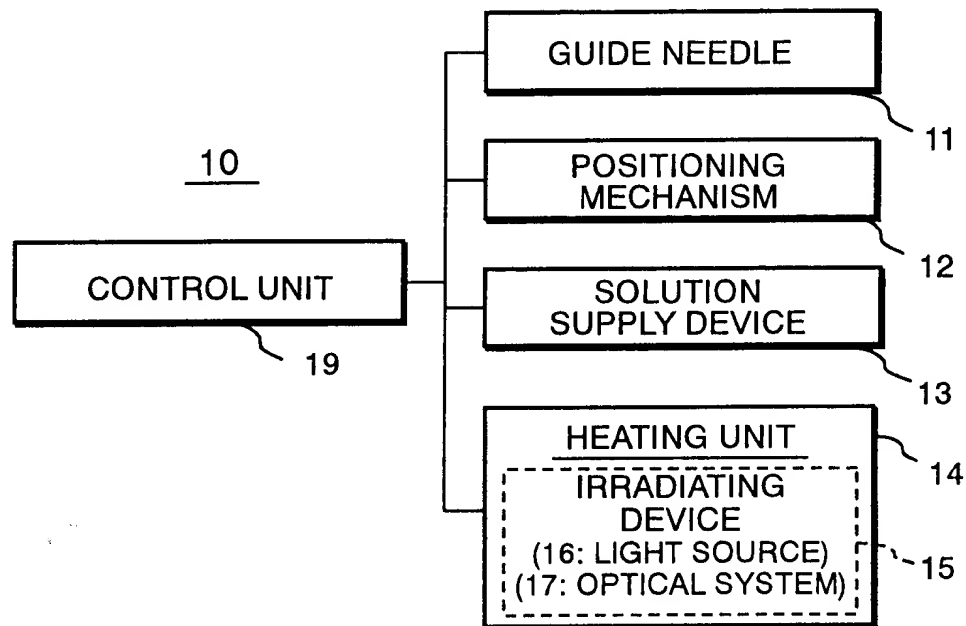 GUIDE NEEDLE
11
10
POSITIONING
MECHANISM
12
CONTROL UNIT
19
SOLUTION
SUPPLY DEVICE
13
HEATING UNIT
14
IRRADIATING
DEVICE
(16: LIGHT SOURCE)
(17: OPTICAL SYSTEM)
15